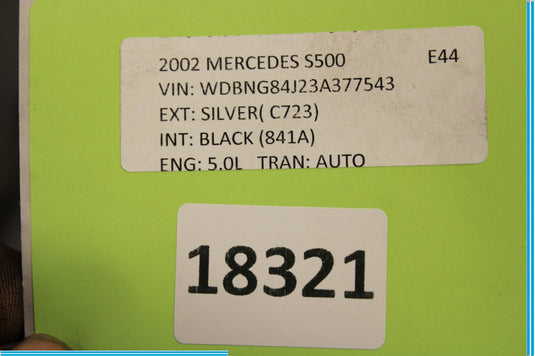 2002 MERCEDES S500 E44
VIN: WDBNG84J23A377543
EXT: SILVER( C723)
INT: BLACK (841A)
ENG: 5.0L TRAN: AUTO
18321